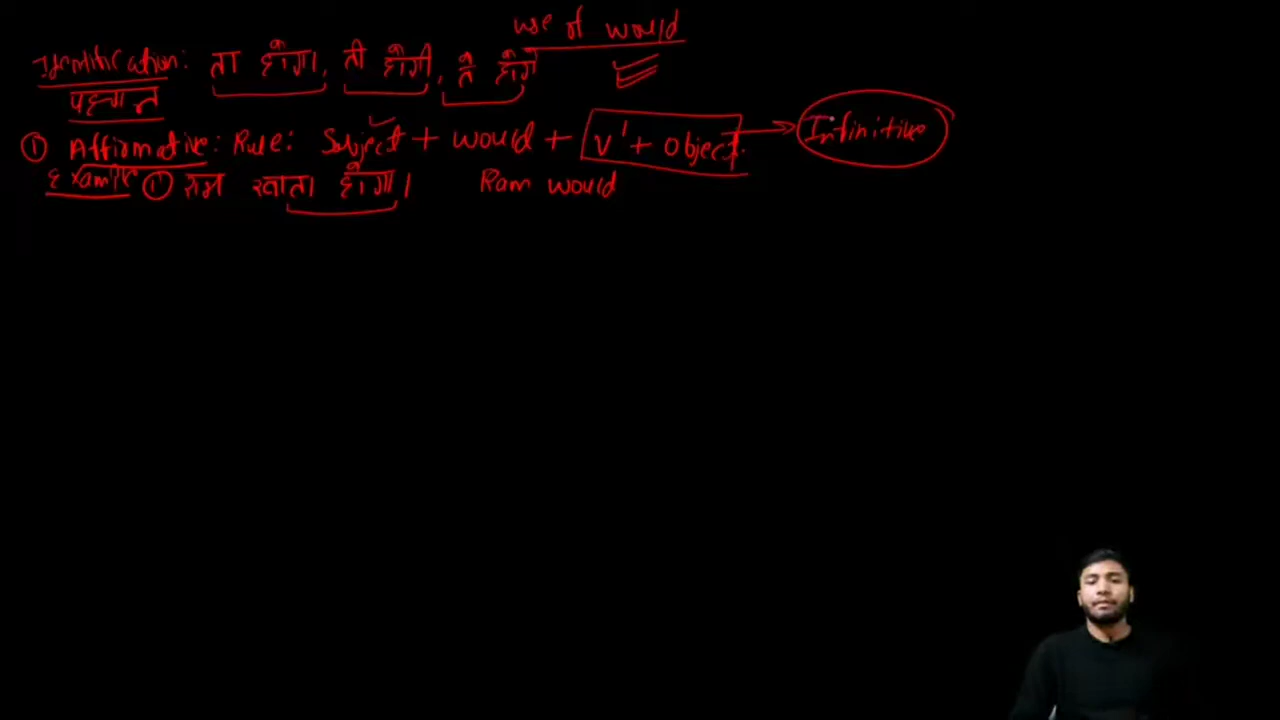 use of would
Identification: ता होगा, ती होगी, ते होंगे
पहचान
① Affirmative: Rule: Subject + would + V¹ + Object. → Infinitive
Example ① राम खाता होगा। Ram would